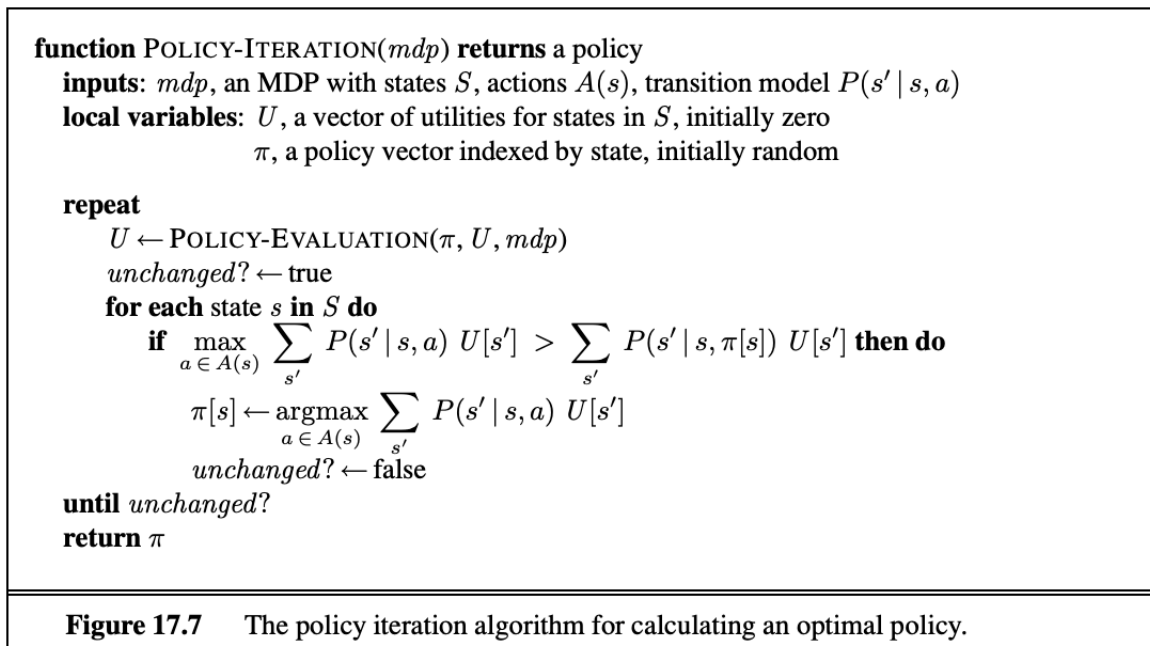 function POLICY-ITERATION(mdp) returns a policy
inputs: mdp, an MDP with states S, actions A(s), transition model P(s′ | s, a)
local variables: U, a vector of utilities for states in S, initially zero
π, a policy vector indexed by state, initially random
repeat
U ← POLICY-EVALUATION(π, U, mdp)
unchanged? ← true
for each state s in S do
if max_{a ∈ A(s)} ∑_{s′} P(s′ | s, a) U[s′] > ∑_{s′} P(s′ | s, π[s]) U[s′] then do
π[s] ← argmax_{a ∈ A(s)} ∑_{s′} P(s′ | s, a) U[s′]
unchanged? ← false
until unchanged?
return π
Figure 17.7 The policy iteration algorithm for calculating an optimal policy.